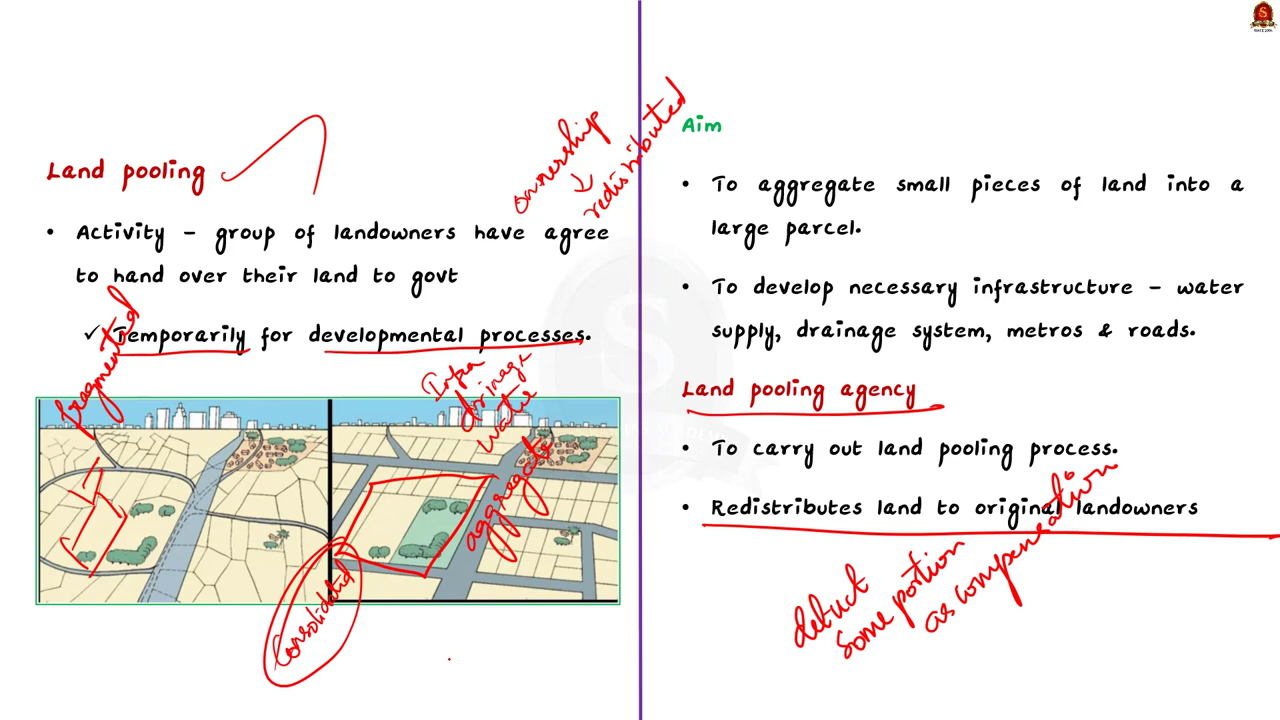 Land pooling
ownership
redistributed
• Activity – group of landowners have agree
to hand over their land to govt
✓ Temporarily for developmental processes.
fragmented
Infra
drinage
water
aggregate
Consolidated
Aim
• To aggregate small pieces of land into a
large parcel.
• To develop necessary infrastructure – water
supply, drainage system, metros & roads.
Land pooling agency
• To carry out land pooling process.
• Redistributes land to original landowners
debuct
some portion
as compensation
S